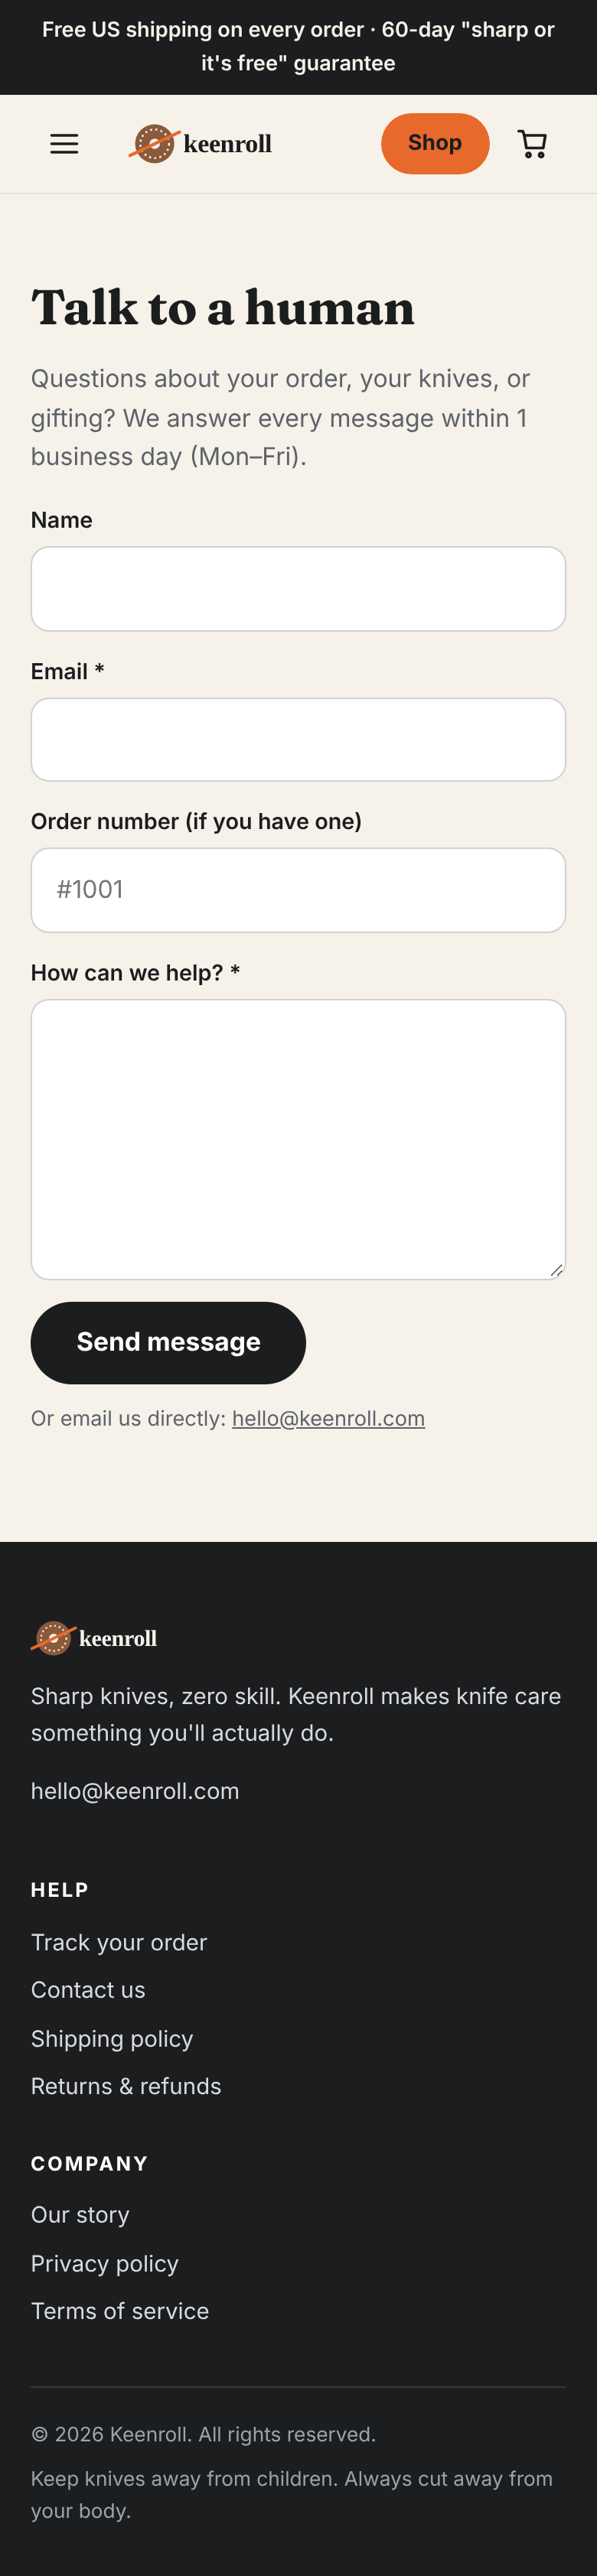 Free US shipping on every order · 60-day "sharp or
it's free" guarantee
keenroll
Shop
Talk to a human
Questions about your order, your knives, or
gifting? We answer every message within 1
business day (Mon–Fri).
Name
Email *
Order number (if you have one)
#1001
How can we help? *
Send message
Or email us directly: hello@keenroll.com
keenroll
Sharp knives, zero skill. Keenroll makes knife care
something you'll actually do.
hello@keenroll.com
HELP
Track your order
Contact us
Shipping policy
Returns & refunds
COMPANY
Our story
Privacy policy
Terms of service
© 2026 Keenroll. All rights reserved.
Keep knives away from children. Always cut away from
your body.